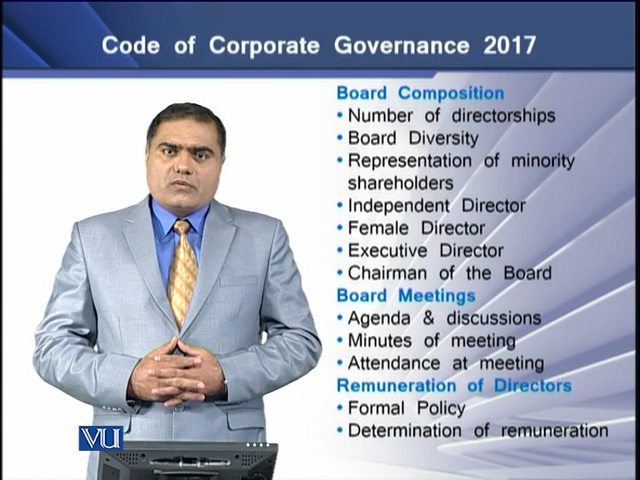 Code of Corporate Governance 2017
Board Composition
• Number of directorships
• Board Diversity
• Representation of minority
shareholders
• Independent Director
• Female Director
• Executive Director
• Chairman of the Board
Board Meetings
• Agenda & discussions
• Minutes of meeting
• Attendance at meeting
Remuneration of Directors
• Formal Policy
• Determination of remuneration
VU